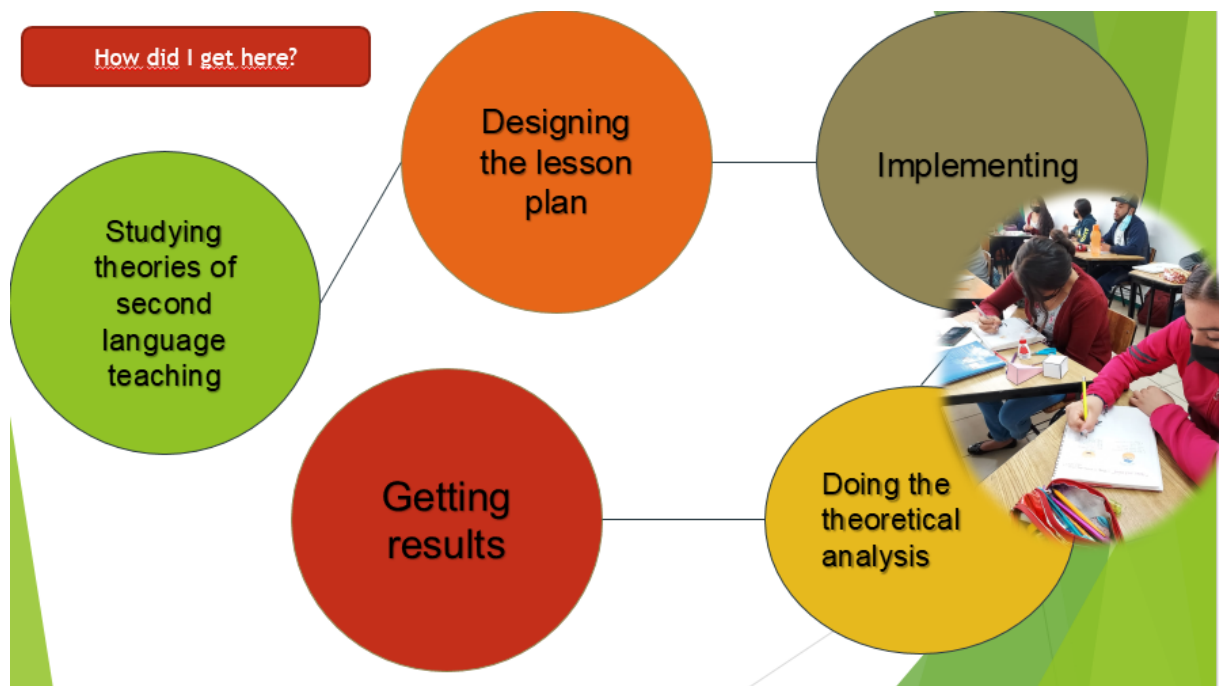 How did I get here?
Studying
theories of
second
language
teaching
Designing
the lesson
plan
Implementing
Doing the
theoretical
analysis
Getting
results